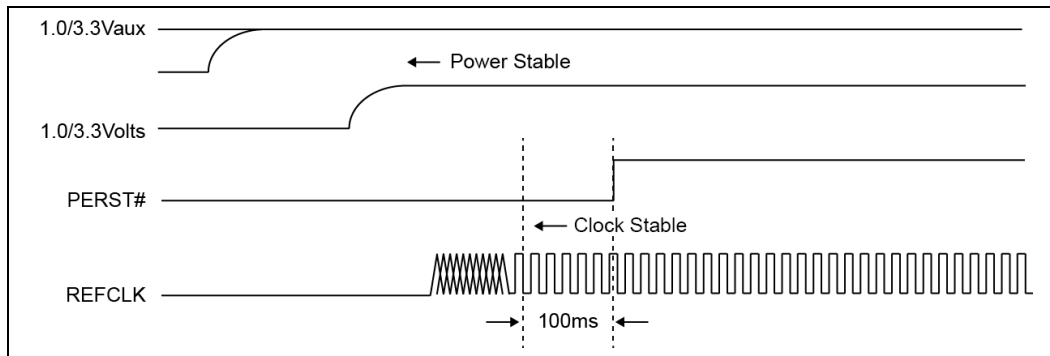 1.0/3.3Vaux
Power Stable
1.0/3.3Volts
PERST#
Clock Stable
REFCLK
100ms